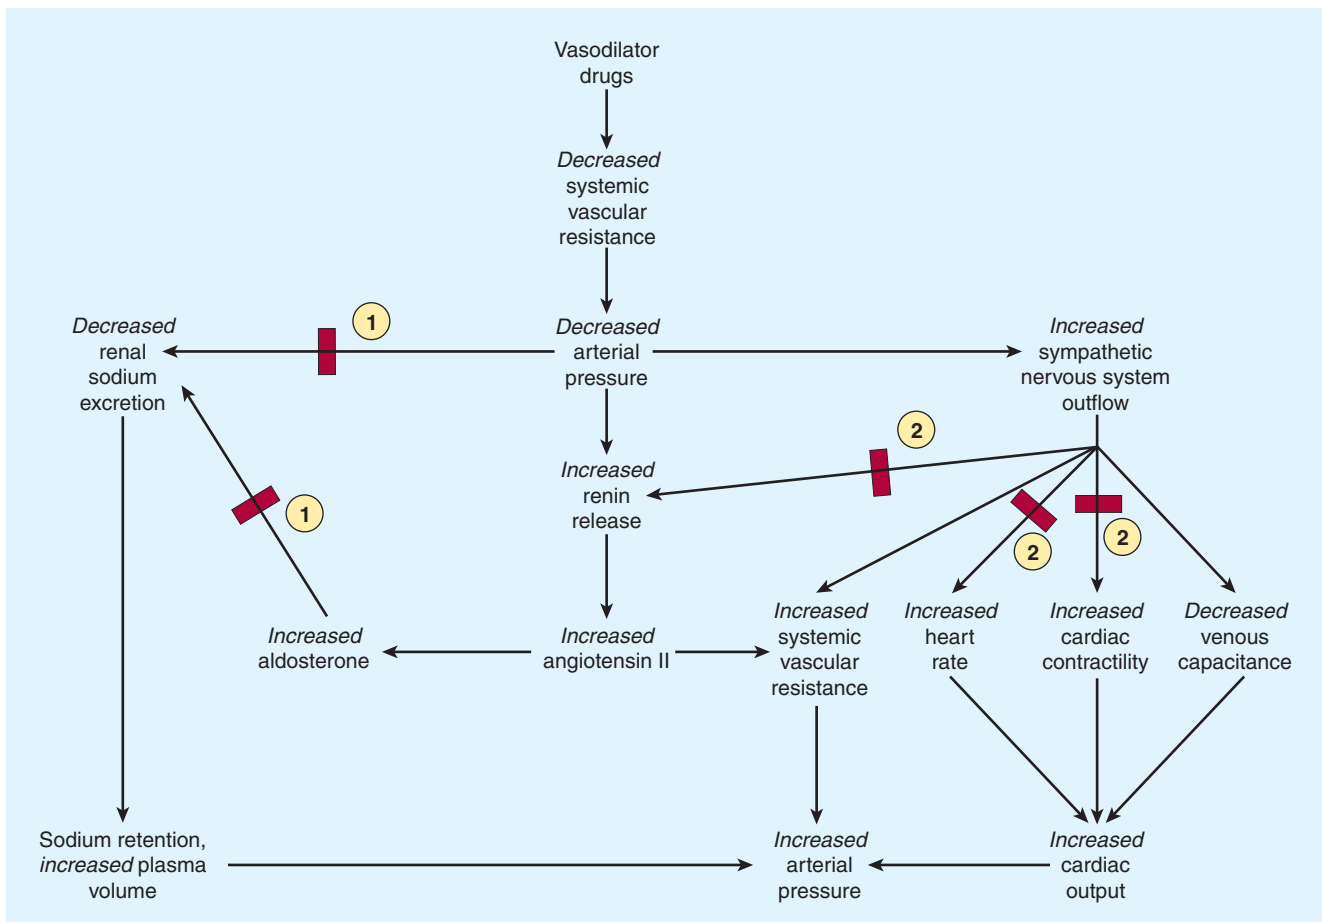 Vasodilator
drugs
Decreased
systemic
vascular
resistance
Decreased
renal
sodium
excretion
1
Decreased
arterial
pressure
Increased
sympathetic
nervous system
outflow
2
Increased
renin
release
1
2
2
Increased
aldosterone
Increased
angiotensin II
Increased
systemic
vascular
resistance
Increased
heart
rate
Increased
cardiac
contractility
Decreased
venous
capacitance
Sodium retention,
increased plasma
volume
Increased
arterial
pressure
Increased
cardiac
output